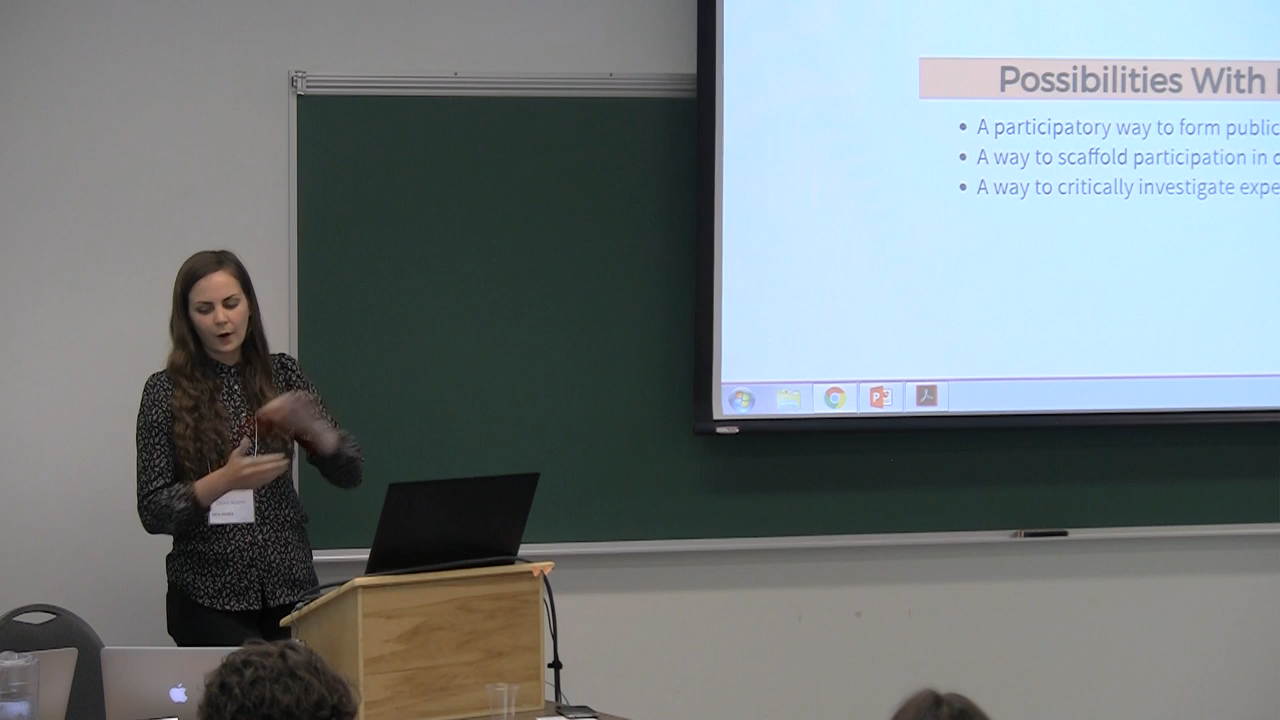 Possibilities With
• A participatory way to form public
• A way to scaffold participation in
• A way to critically investigate expe